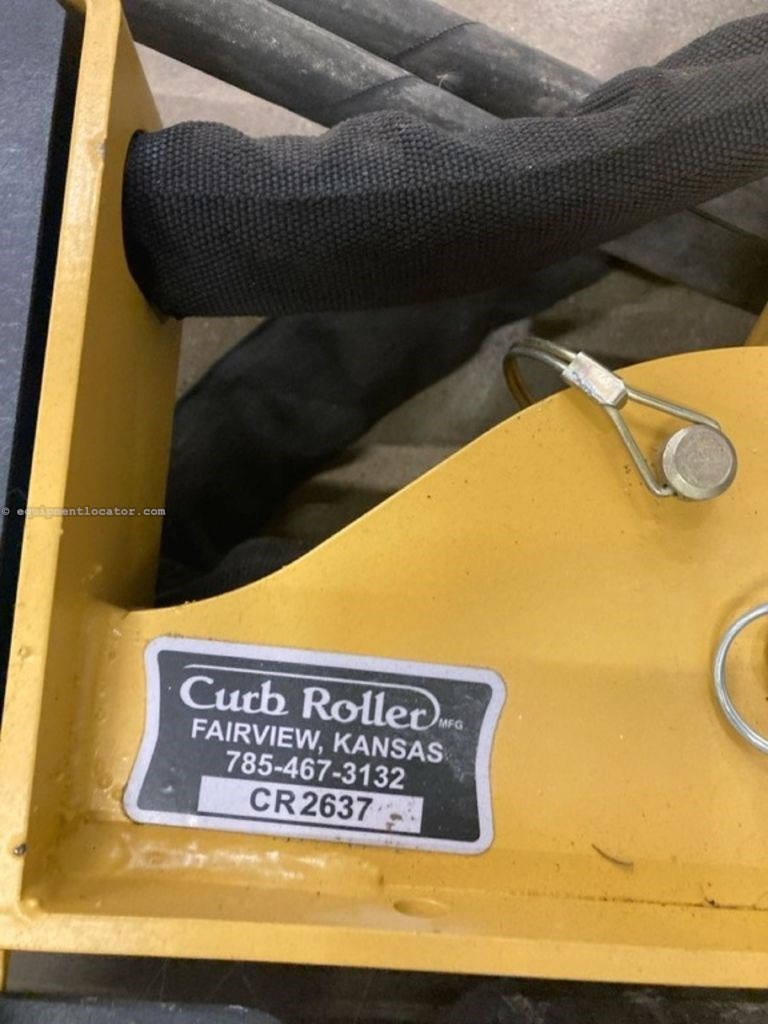 © equipmentlocator.com
Curb Roller MFG
FAIRVIEW, KANSAS
785-467-3132
CR2637